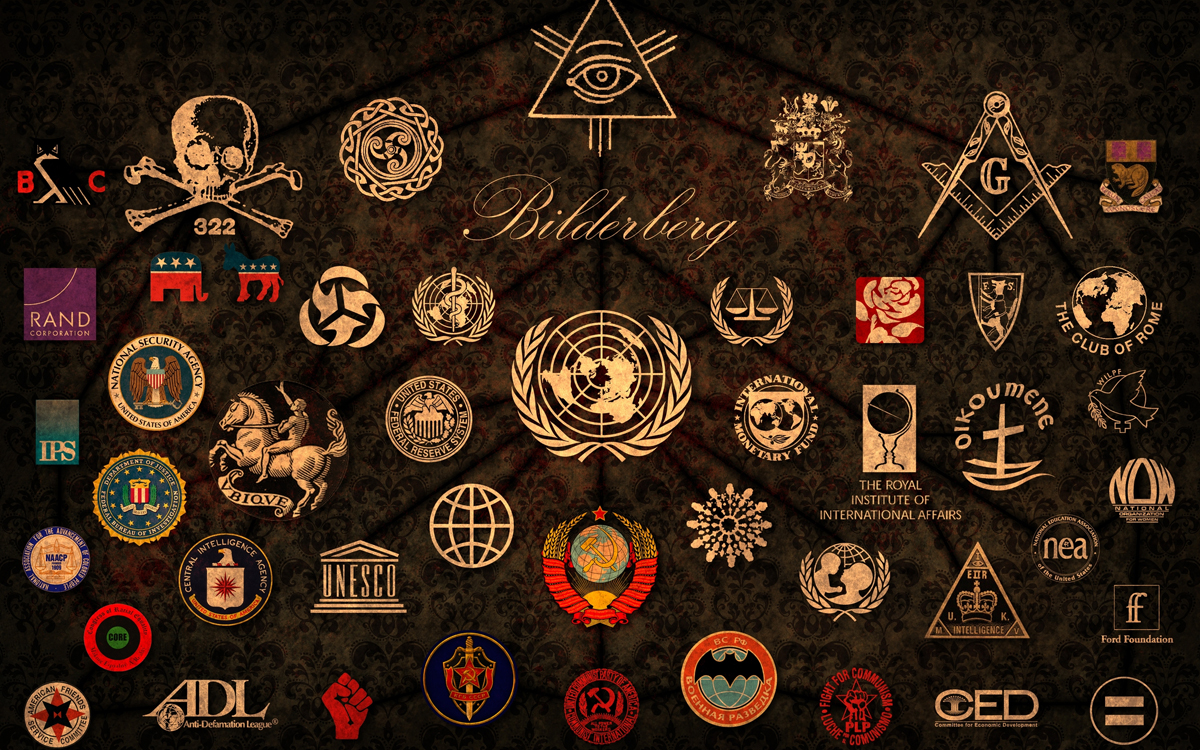 B C
322
Bilderberg
G
RAND
CORPORATION
F. S.
THE CLUB OF ROME
NATIONAL SECURITY AGENCY
UNITED STATES OF AMERICA
IPS
VBIQVE
UNITED STATES
FEDERAL RESERVE SYSTEM
INTERNATIONAL
MONETARY FUND
OIKOUMENE
WILPF
THE ROYAL
INSTITUTE OF
INTERNATIONAL AFFAIRS
NOW
NATIONAL
ORGANIZATION
FOR WOMEN
DEPARTMENT OF JUSTICE
FEDERAL BUREAU OF INVESTIGATION
NAACP
CENTRAL INTELLIGENCE AGENCY
UNESCO
NATIONAL EDUCATION ASSOCIATION
nea
of the United States
E II R
U. K.
M INTELLIGENCE V
ff
Ford Foundation
CORE
AMERICAN FRIENDS
SERVICE COMMITTEE
ADL
Anti-Defamation League®
ВС РФ
ВОЕННАЯ РАЗВЕДКА
FIGHT FOR COMMUNISM
PLP
CED
Committee for Economic Development